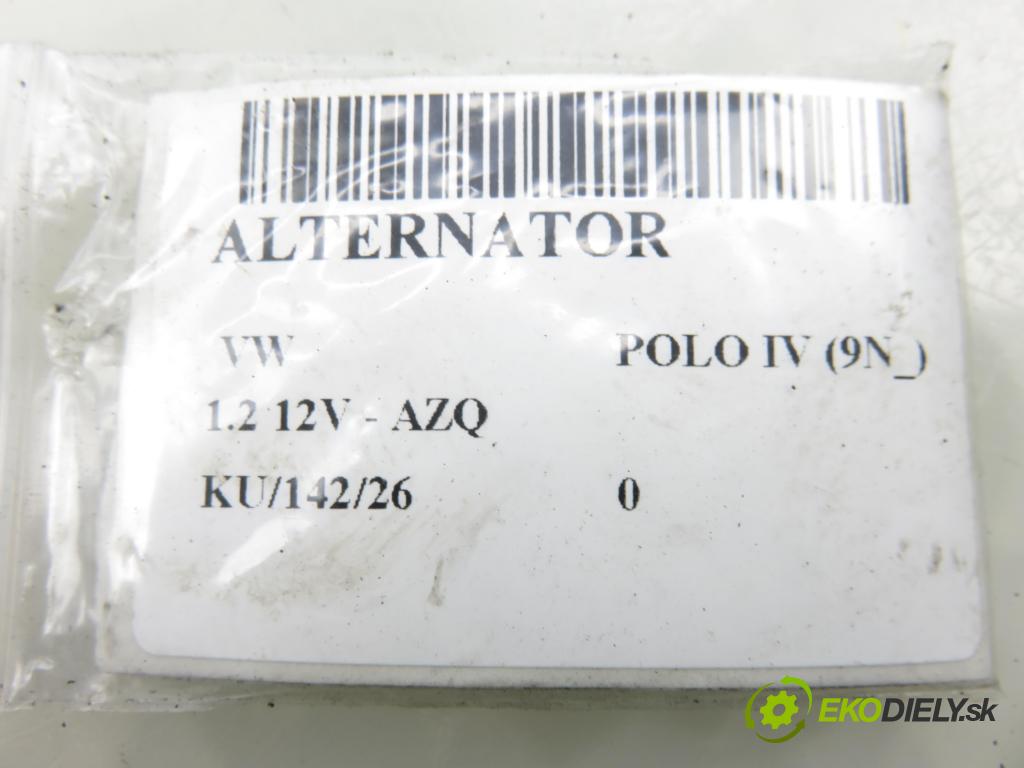 ALTERNATOR
VW POLO IV (9N_)
1.2 12V - AZQ
KU/142/26 0
EKODIELY.sk